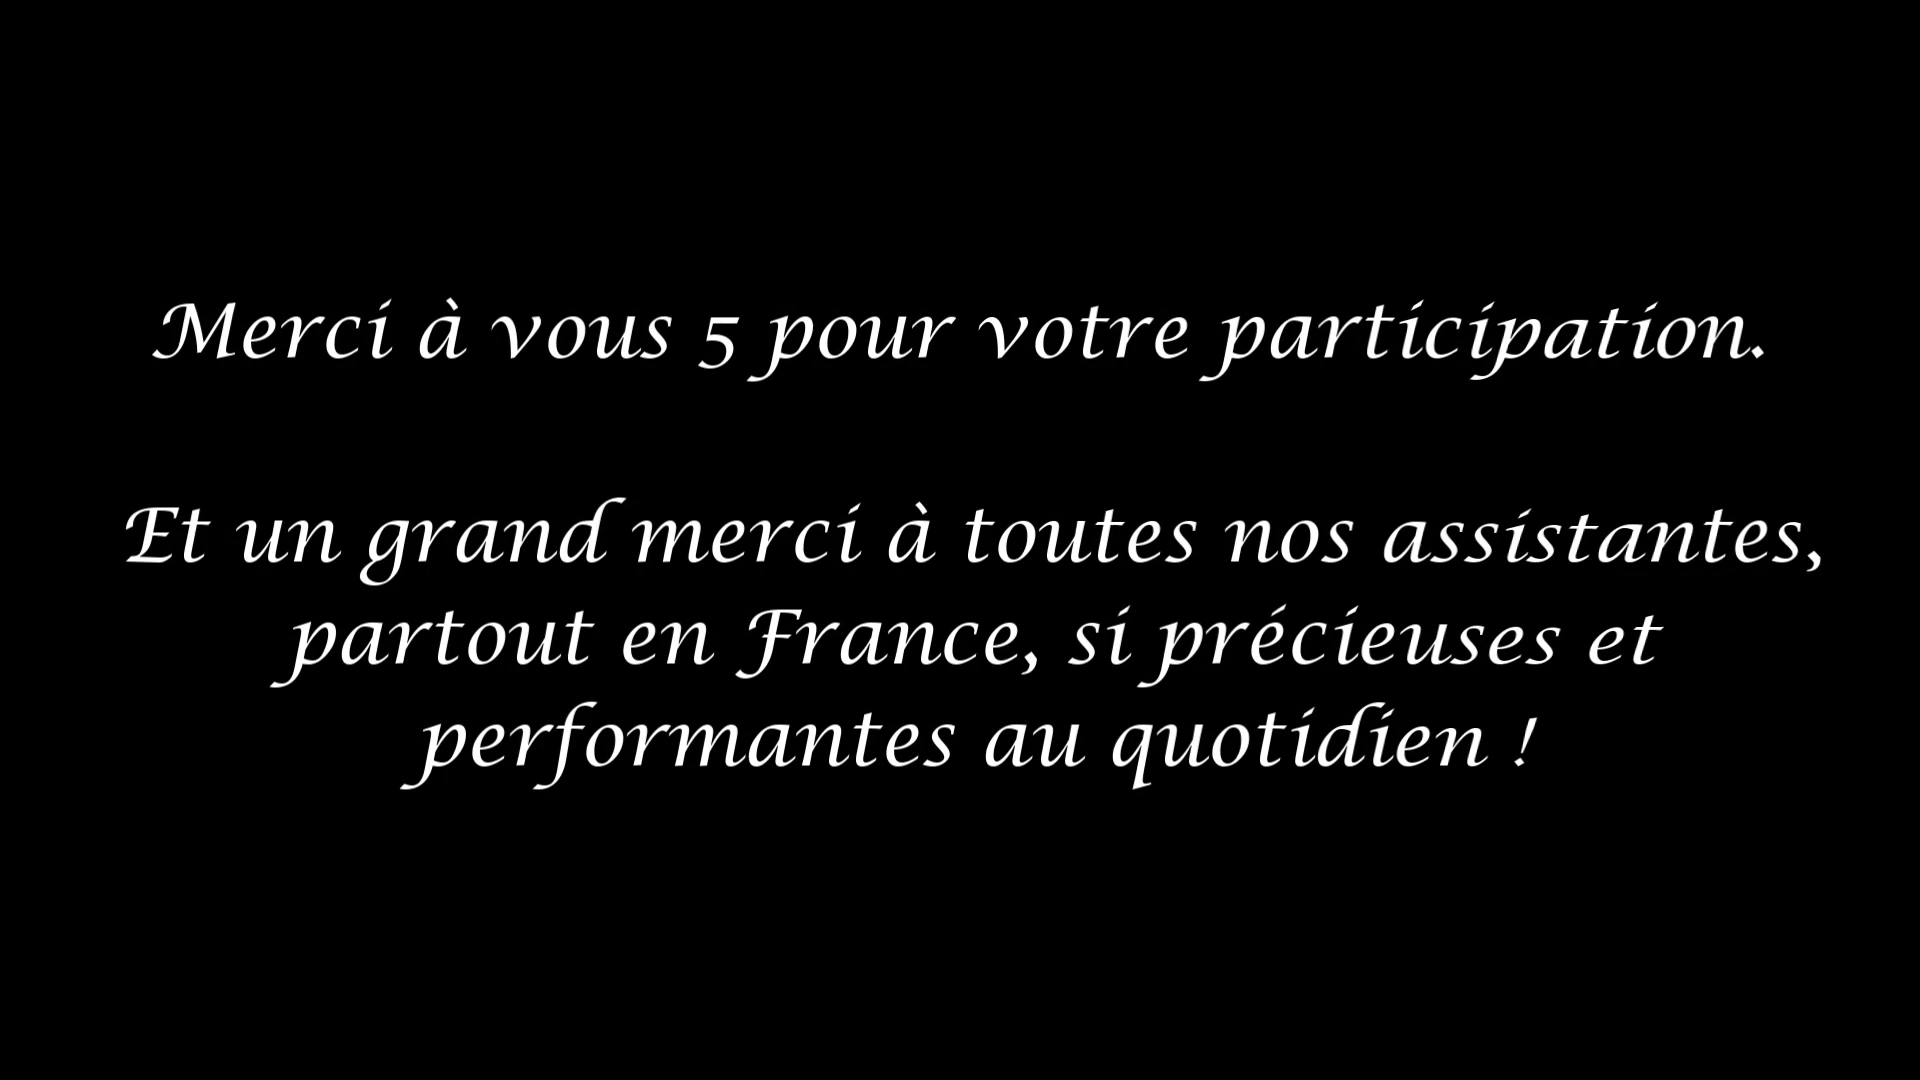 Merci à vous 5 pour votre participation.
Et un grand merci à toutes nos assistantes,
partout en France, si précieuses et
performantes au quotidien !